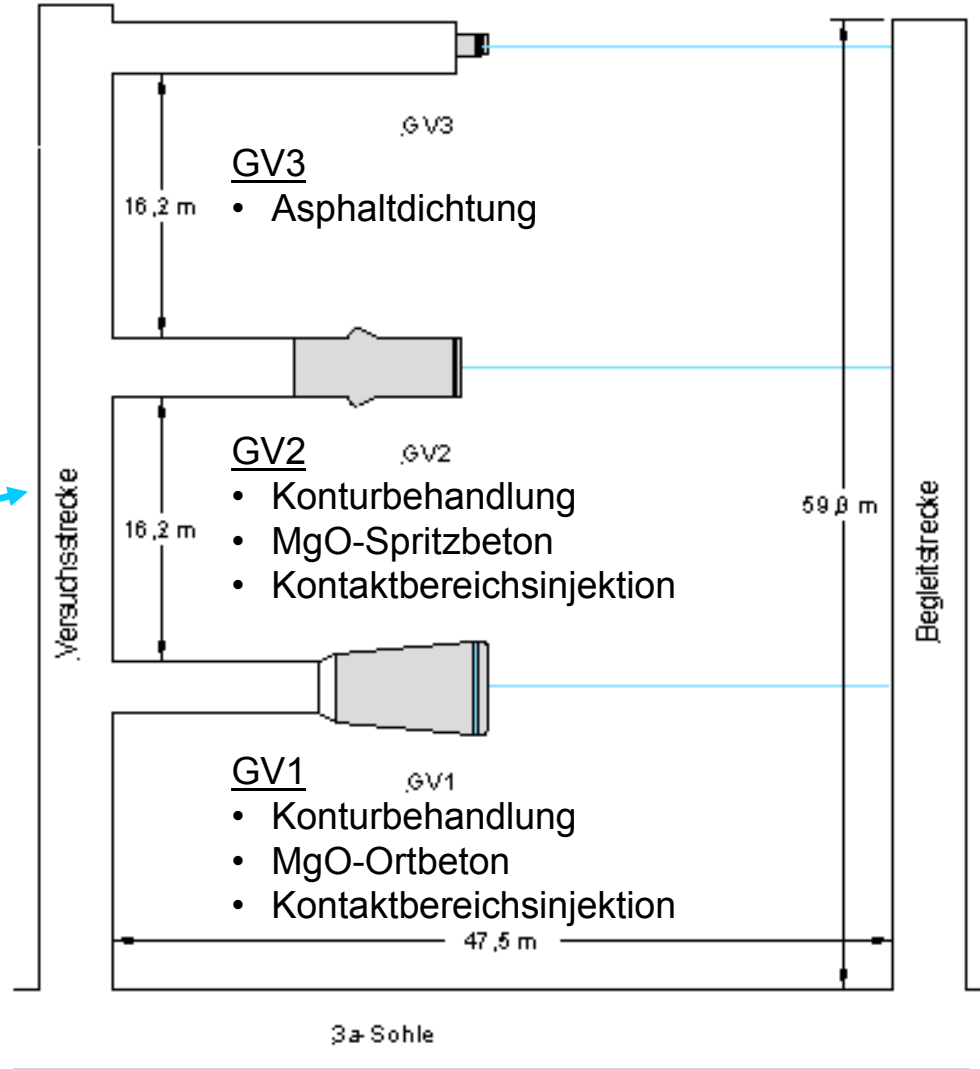 GV3
GV3
• Asphaltdichtung
16,2 m
GV2
GV2
• Konturbehandlung
• MgO-Spritzbeton
• Kontaktbereichsinjektion
16,2 m
Versuchsstrecke
59,8 m
Begleitstrecke
GV1
GV1
• Konturbehandlung
• MgO-Ortbeton
• Kontaktbereichsinjektion
47,5 m
3a-Sohle